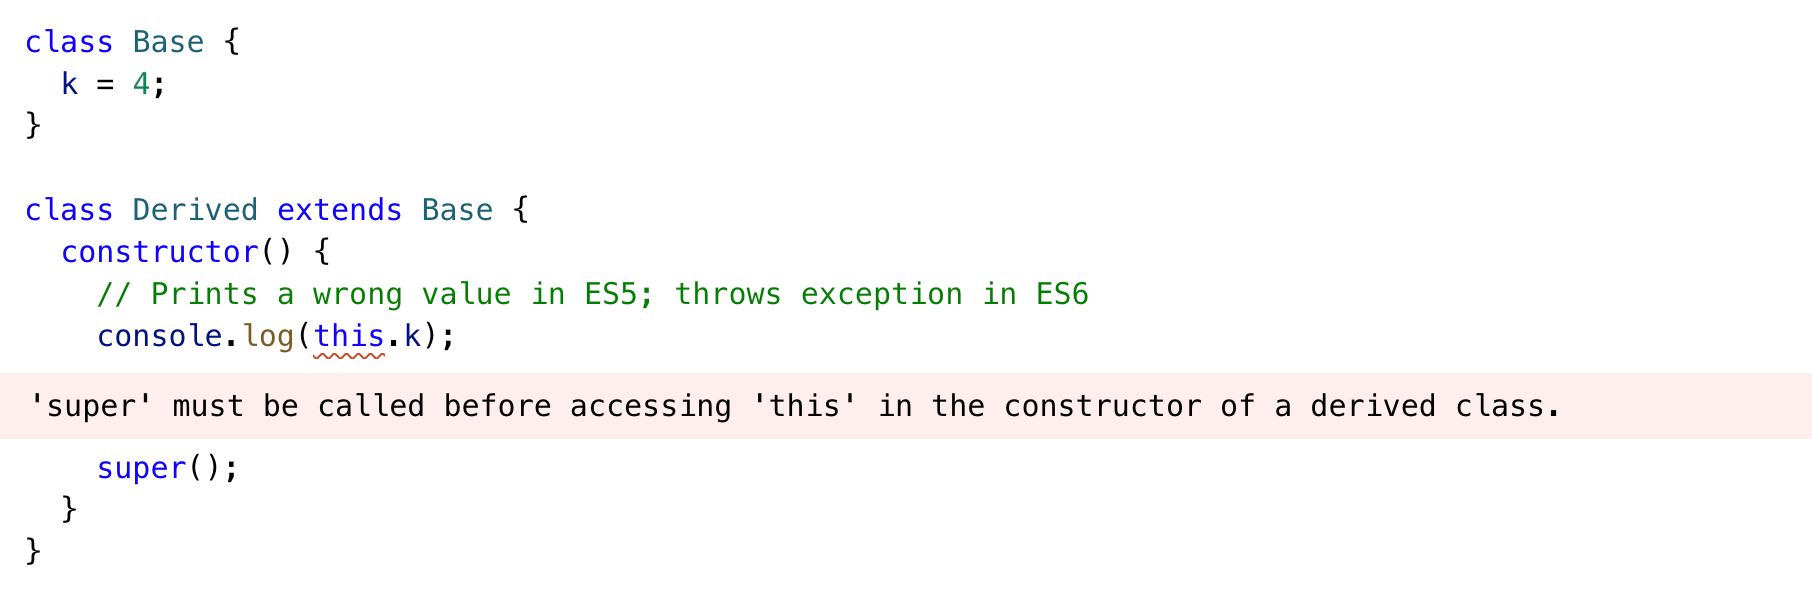 class Base {
  k = 4;
}

class Derived extends Base {
  constructor() {
    // Prints a wrong value in ES5; throws exception in ES6
    console.log(this.k);
'super' must be called before accessing 'this' in the constructor of a derived class.
    super();
  }
}